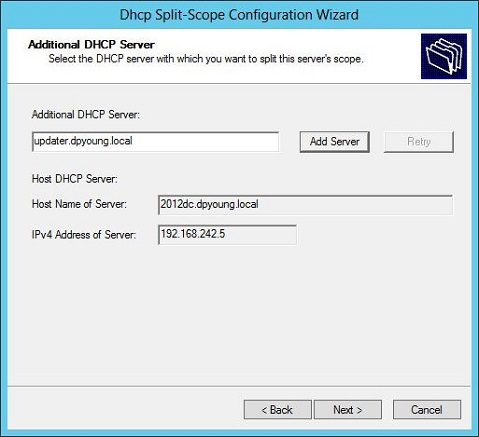 Dhcp Split-Scope Configuration Wizard
Additional DHCP Server
Select the DHCP server with which you want to split this server's scope.
Additional DHCP Server:
updater.dpyoung.local
Add Server
Retry
Host DHCP Server:
Host Name of Server:
2012dc.dpyoung.local
IPv4 Address of Server:
192.168.242.5
< Back
Next >
Cancel